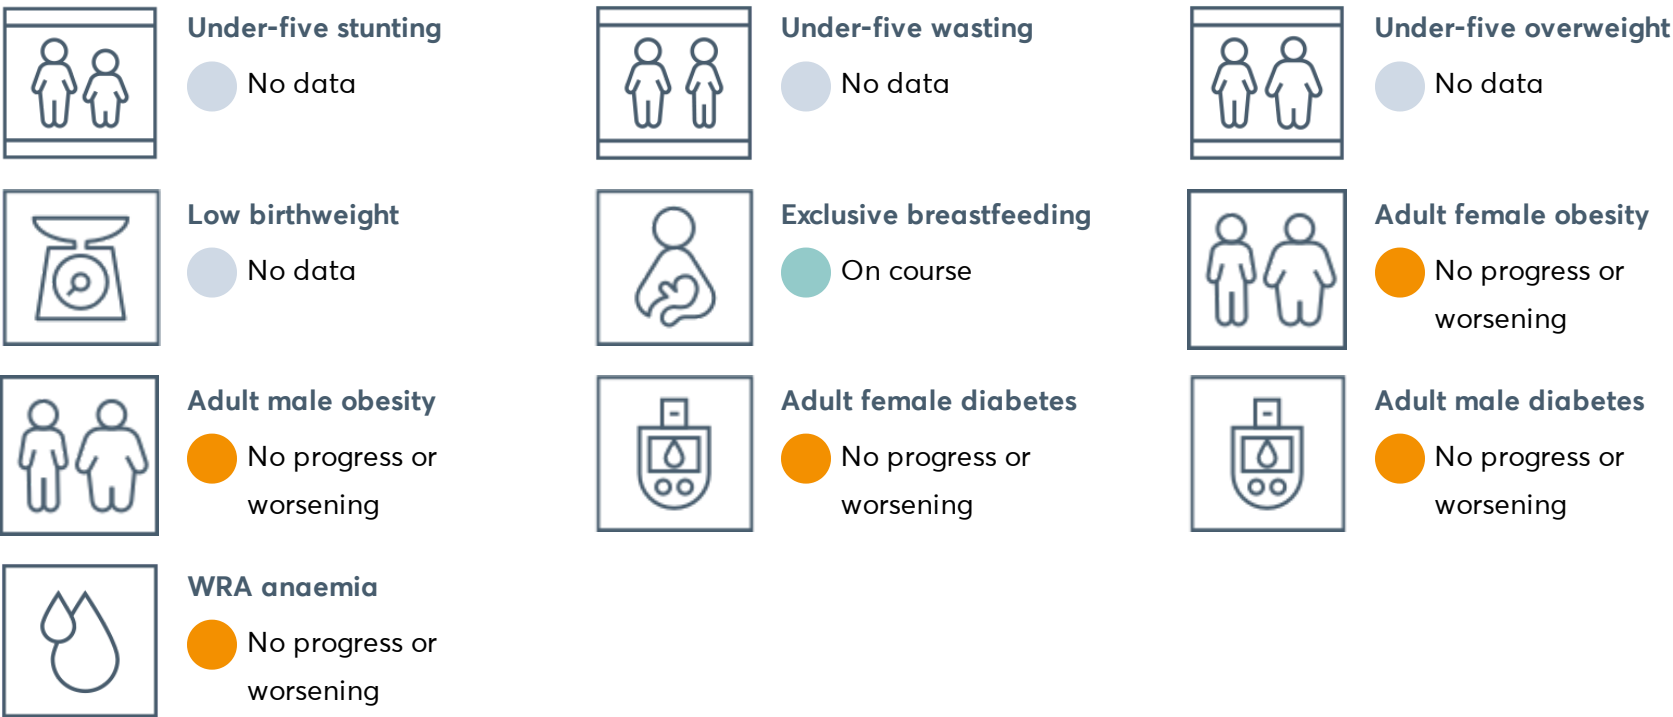 Under-five stunting
No data
Under-five wasting
No data
Under-five overweight
No data
Low birthweight
No data
Exclusive breastfeeding
On course
Adult female obesity
No progress or
worsening
Adult male obesity
No progress or
worsening
Adult female diabetes
No progress or
worsening
Adult male diabetes
No progress or
worsening
WRA anaemia
No progress or
worsening